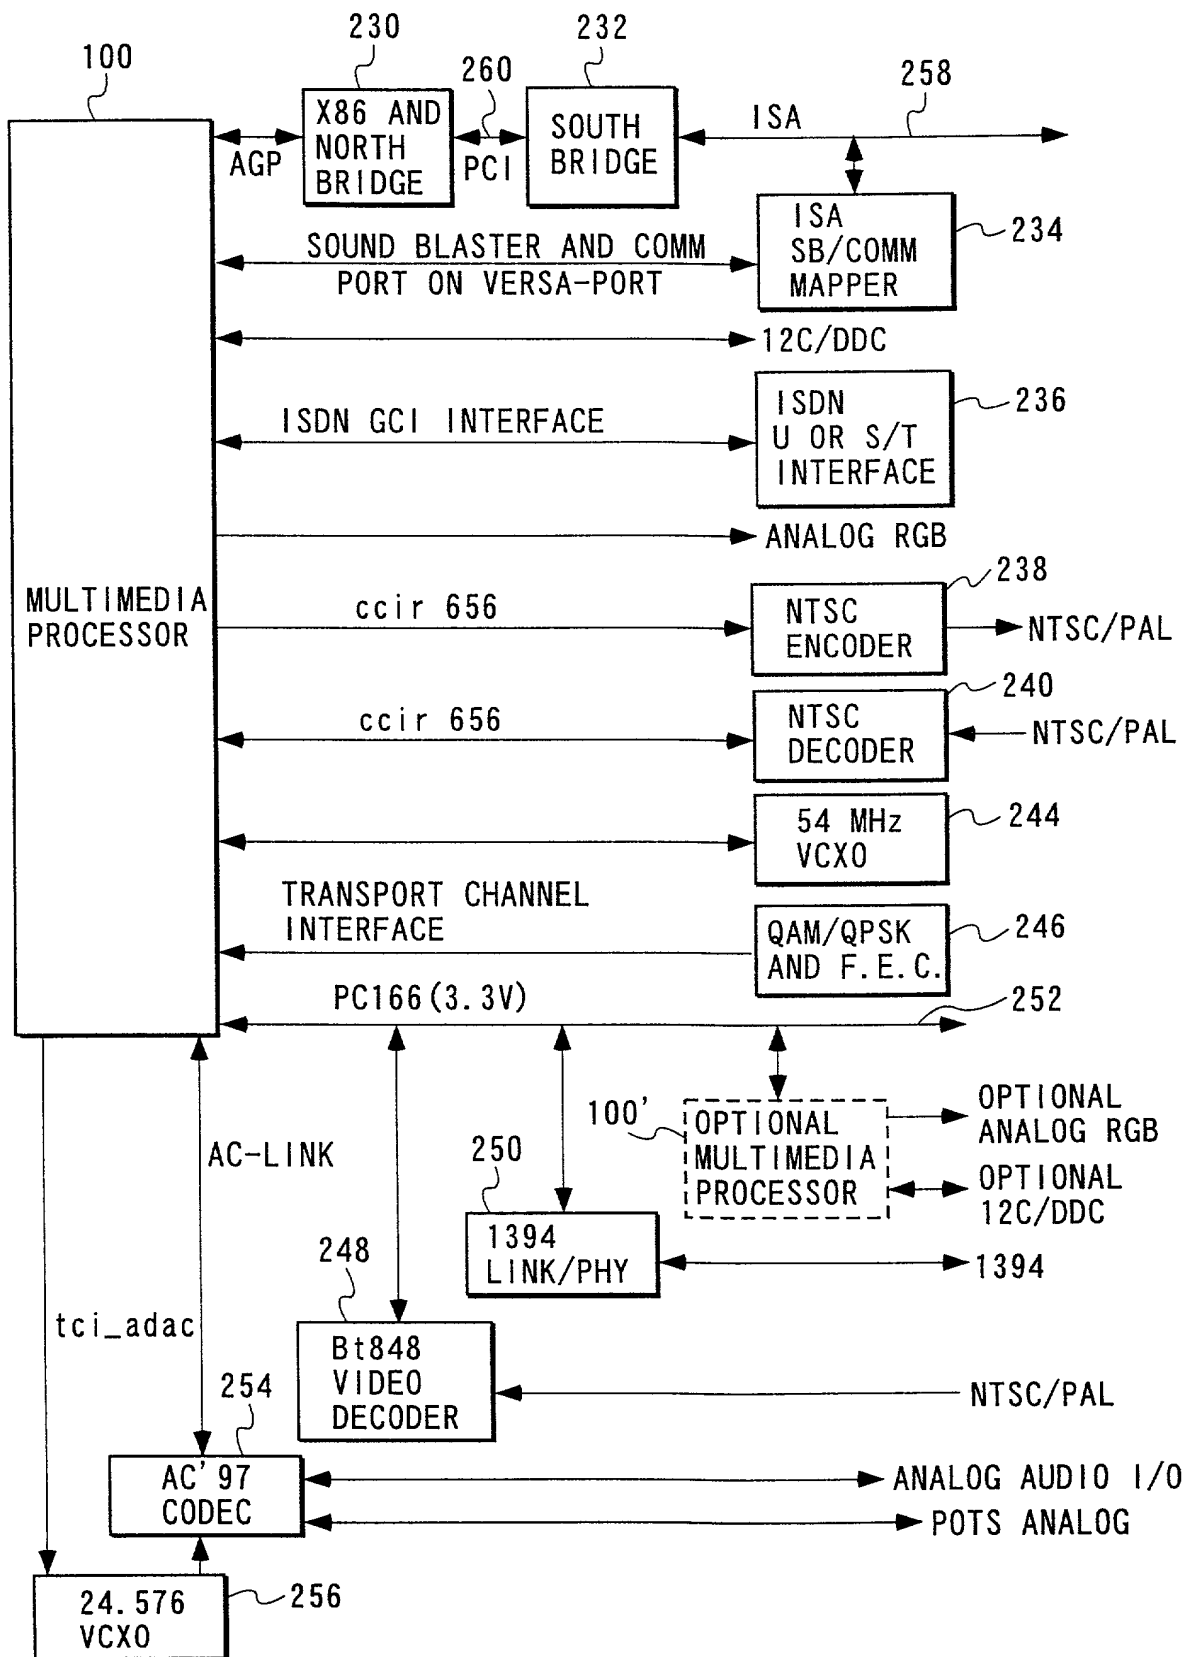 230
232
100
260
258
X86 AND
NORTH
BRIDGE
SOUTH
BRIDGE
ISA
AGP
PCI
ISA
SB/COMM
MAPPER
234
SOUND BLASTER AND COMM
PORT ON VERSA-PORT
12C/DDC
ISDN GCI INTERFACE
ISDN
U OR S/T
INTERFACE
236
ANALOG RGB
238
MULTIMEDIA
PROCESSOR
ccir 656
NTSC
ENCODER
NTSC/PAL
240
ccir 656
NTSC
DECODER
NTSC/PAL
54 MHz
VCXO
244
TRANSPORT CHANNEL
INTERFACE
QAM/QPSK
AND F.E.C.
246
PC166(3.3V)
252
100'
OPTIONAL
MULTIMEDIA
PROCESSOR
OPTIONAL
ANALOG RGB
OPTIONAL
12C/DDC
AC-LINK
250
1394
LINK/PHY
1394
248
tci_adac
Bt848
VIDEO
DECODER
NTSC/PAL
254
AC'97
CODEC
ANALOG AUDIO I/O
POTS ANALOG
24.576
VCXO
256